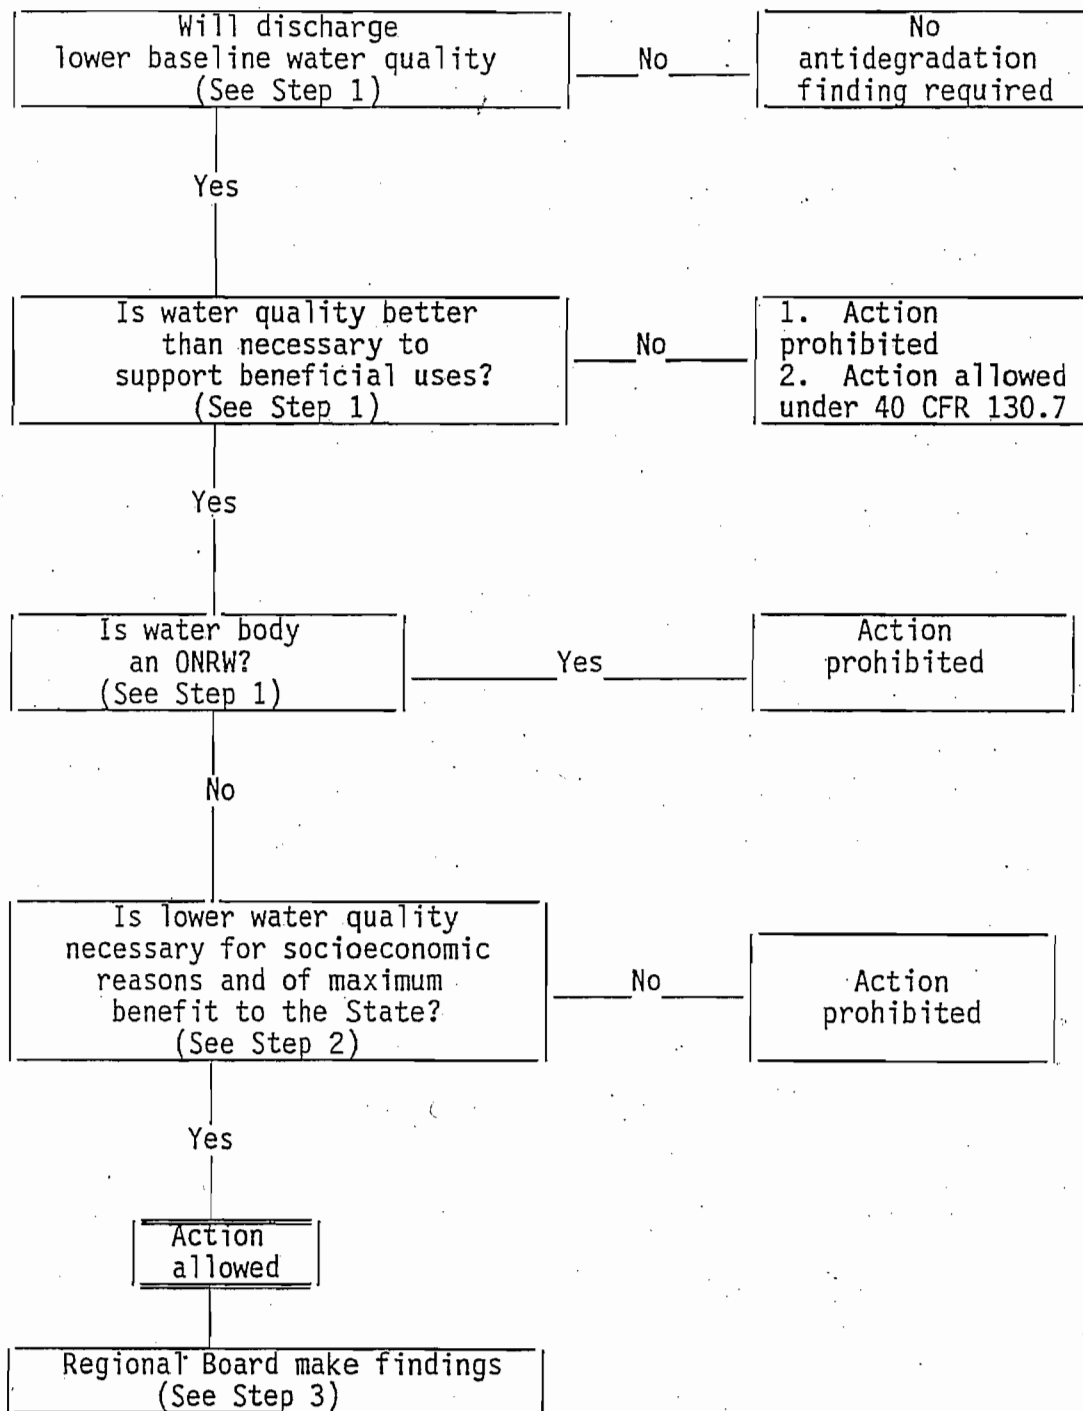 Will discharge
lower baseline water quality
(See Step 1)
No
No
antidegradation
finding required
Yes
Is water quality better
than necessary to
support beneficial uses?
(See Step 1)
No
1. Action
prohibited
2. Action allowed
under 40 CFR 130.7
Yes
Is water body
an ONRW?
(See Step 1)
Yes
Action
prohibited
No
Is lower water quality
necessary for socioeconomic
reasons and of maximum
benefit to the State?
(See Step 2)
No
Action
prohibited
Yes
Action
allowed
Regional Board make findings
(See Step 3)